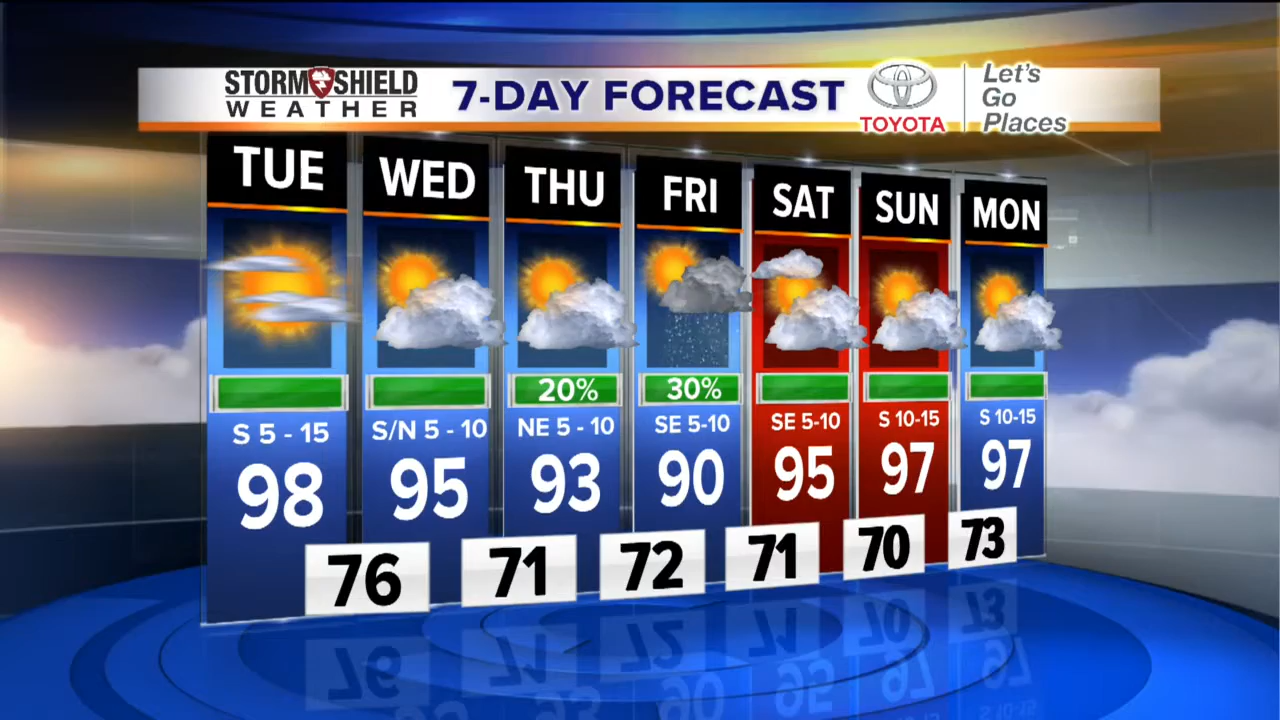 STORM SHIELD
WEATHER
7-DAY FORECAST
TOYOTA
Let's
Go
Places
TUE WED THU FRI SAT SUN MON
20% 30%
S 5 - 15 S/N 5 - 10 NE 5 - 10 SE 5-10 SE 5-10 S 10-15 S 10-15
98 95 93 90 95 97 97
76 71 72 71 70 73